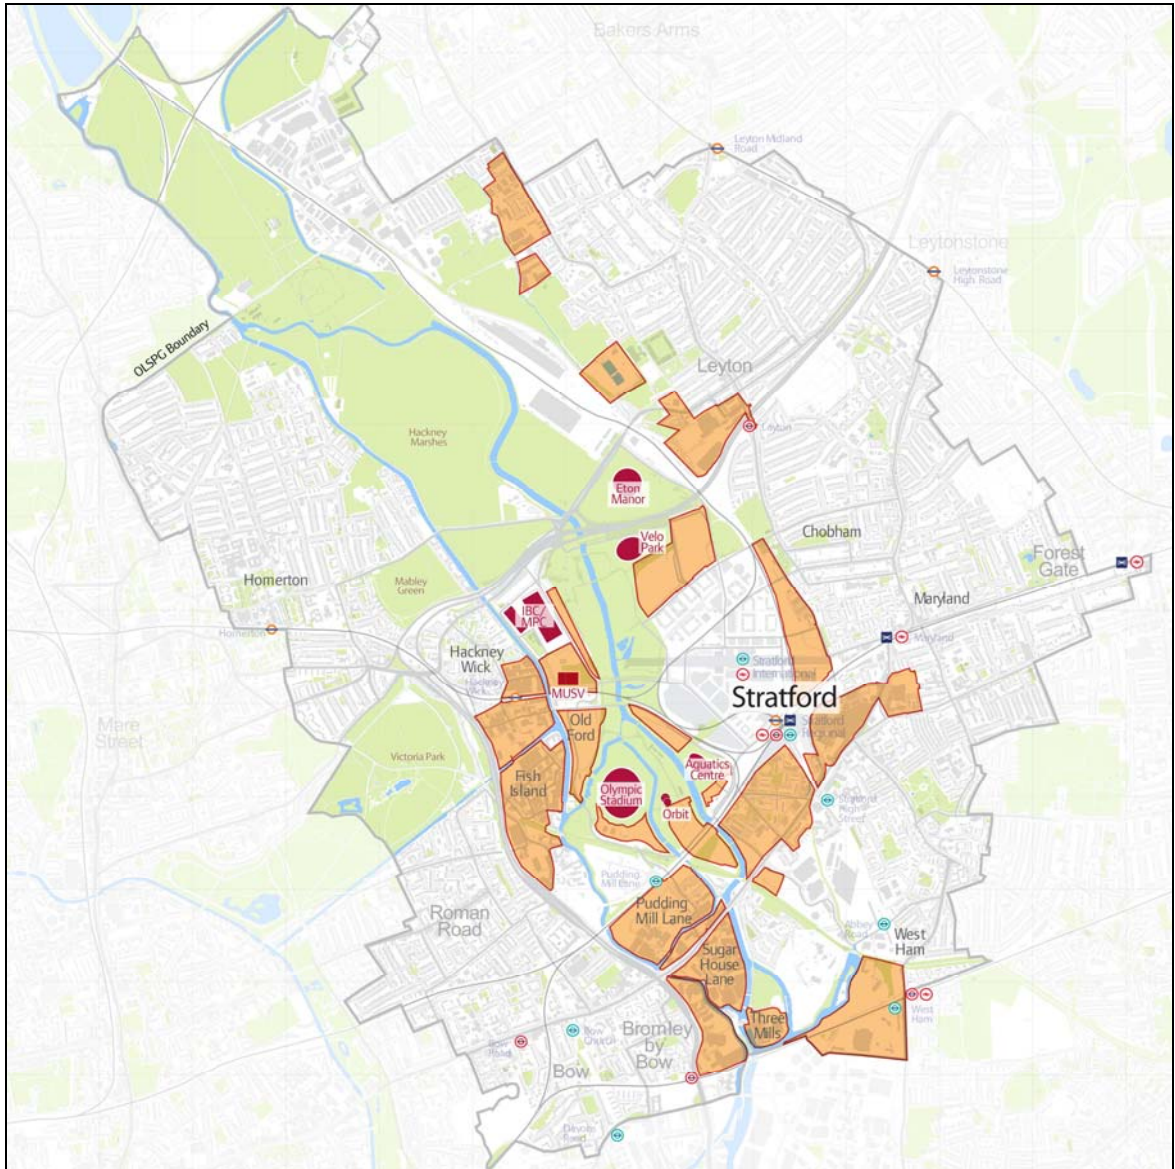 Bakers Arms
Leyton Midland
Road
Leytonstone
Leytonstone
High Road
OLSPG Boundary
Leyton
Leyton
Hackney
Marshes
Eton
Manor
Velo
Park
Chobham
Forest
Gate
Homerton
Mabley
Green
Maryland
IBC/
MPC
Homerton
Maryland
Hackney
Wick
Hackney
Wick
Stratford
International
MUSV
Stratford
Stratford
Regional
Mare
Street
Old
Ford
Victoria Park
Fish
Island
Aquatics
Centre
Olympic
Stadium
Orbit
Stratford
High
Street
Pudding
Mill Lane
Pudding
Mill Lane
Roman
Road
Abbey
Road
West
Ham
Sugar
House
Lane
West
Ham
Three
Mills
Bow
Road
Bow
Church
Bromley
by
Bow
Bow
Devons
Road